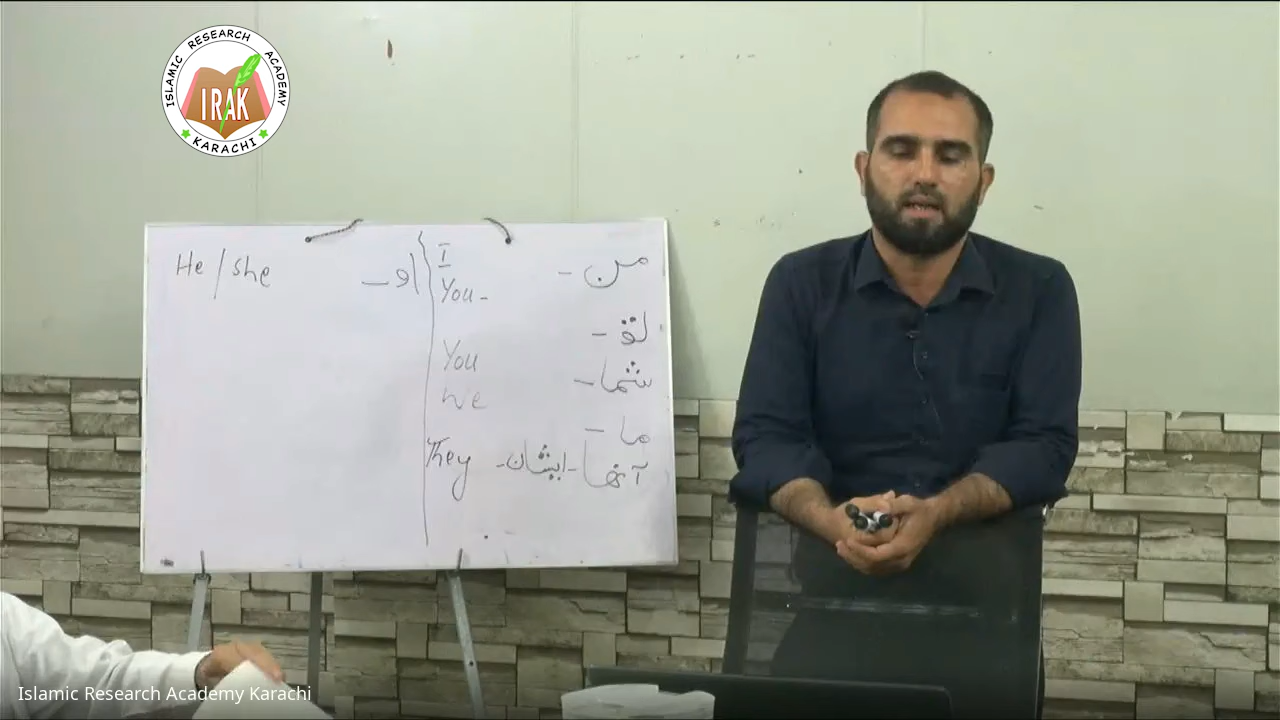 ISLAMIC RESEARCH ACADEMY
IRAK
KARACHI
He / She او -
I من -
You -
تو -
You شما -
We ما -
They آنها - ایشان -
Islamic Research Academy Karachi